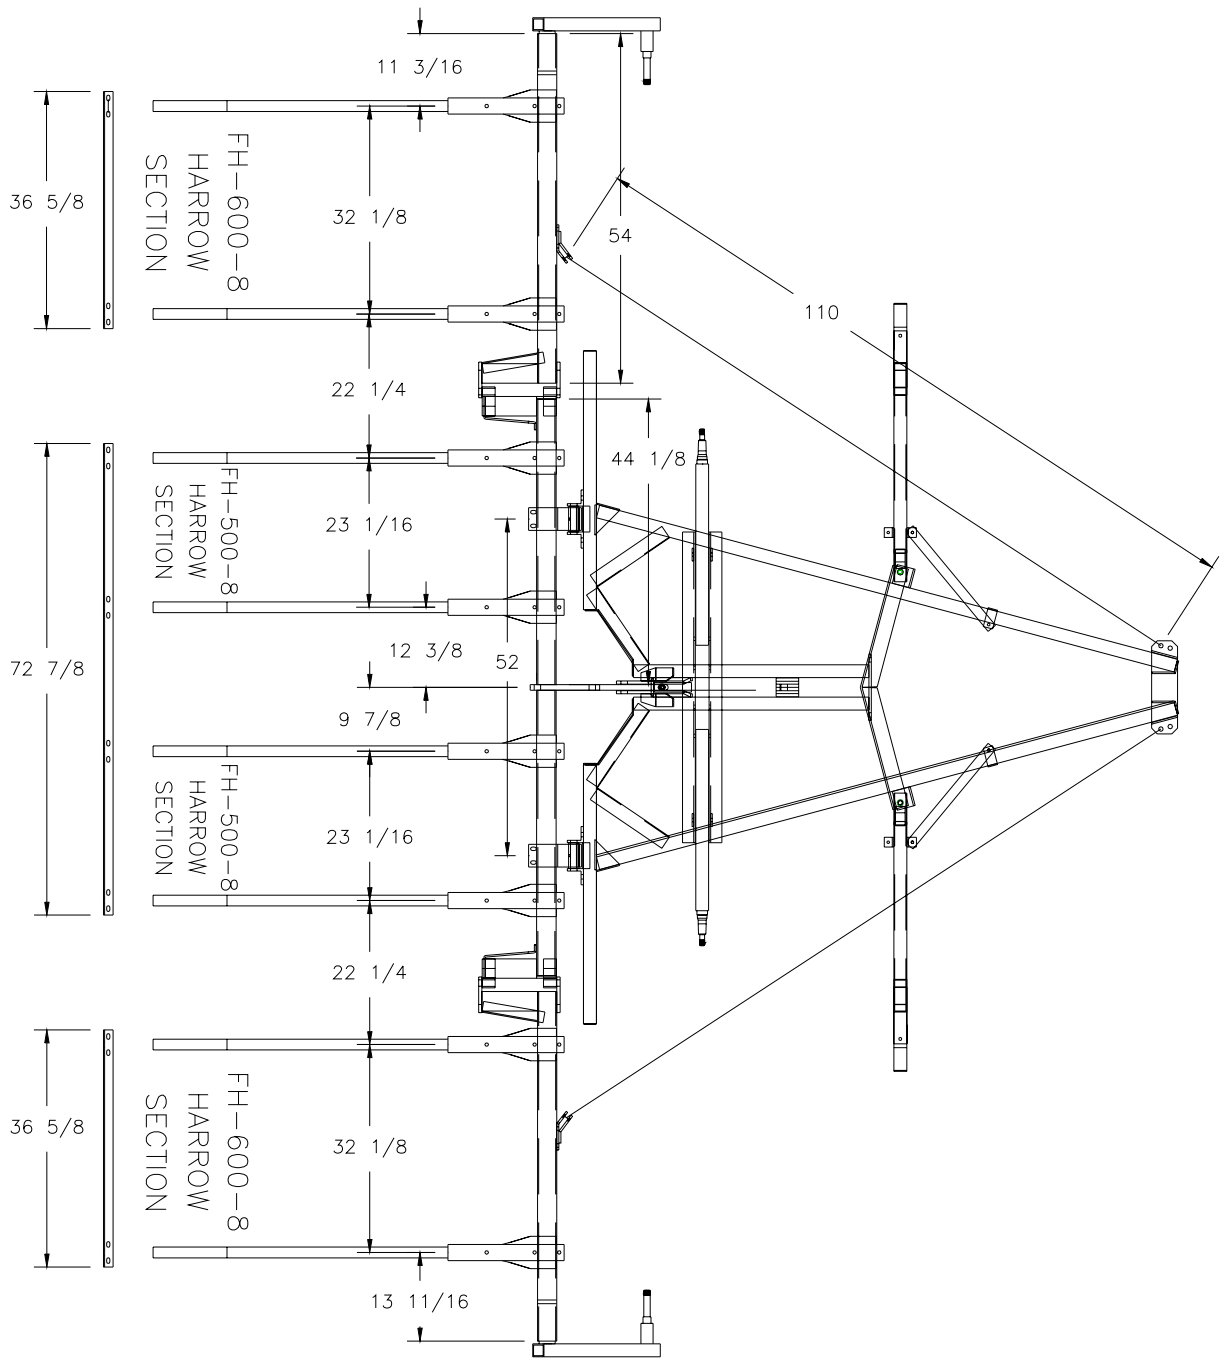 11 3/16
36 5/8
FH-600-8
HARROW
SECTION
32 1/8
54
110
22 1/4
44 1/8
FH-500-8
HARROW
SECTION
23 1/16
12 3/8
52
72 7/8
9 7/8
FH-500-8
HARROW
SECTION
23 1/16
22 1/4
36 5/8
FH-600-8
HARROW
SECTION
32 1/8
13 11/16